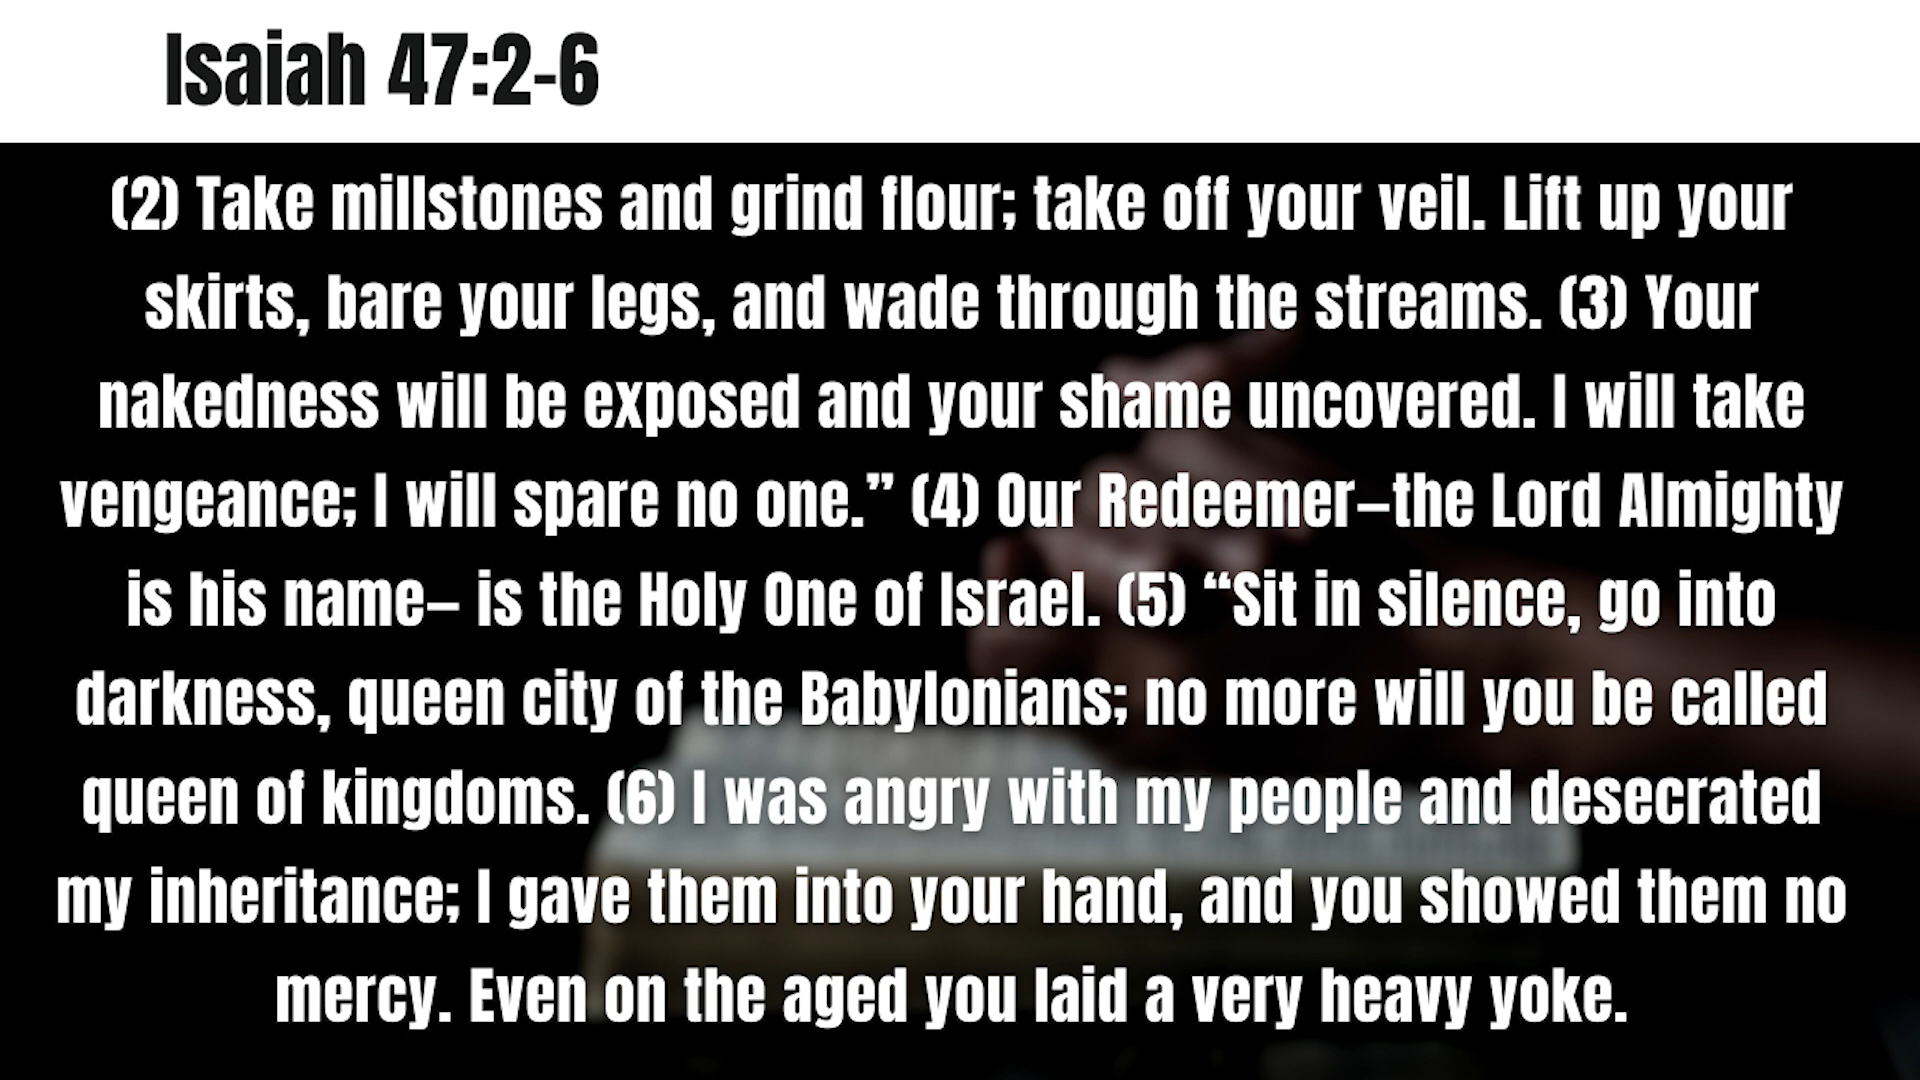 Isaiah 47:2-6
(2) Take millstones and grind flour; take off your veil. Lift up your
skirts, bare your legs, and wade through the streams. (3) Your
nakedness will be exposed and your shame uncovered. I will take
vengeance; I will spare no one.” (4) Our Redeemer—the Lord Almighty
is his name— is the Holy One of Israel. (5) “Sit in silence, go into
darkness, queen city of the Babylonians; no more will you be called
queen of kingdoms. (6) I was angry with my people and desecrated
my inheritance; I gave them into your hand, and you showed them no
mercy. Even on the aged you laid a very heavy yoke.